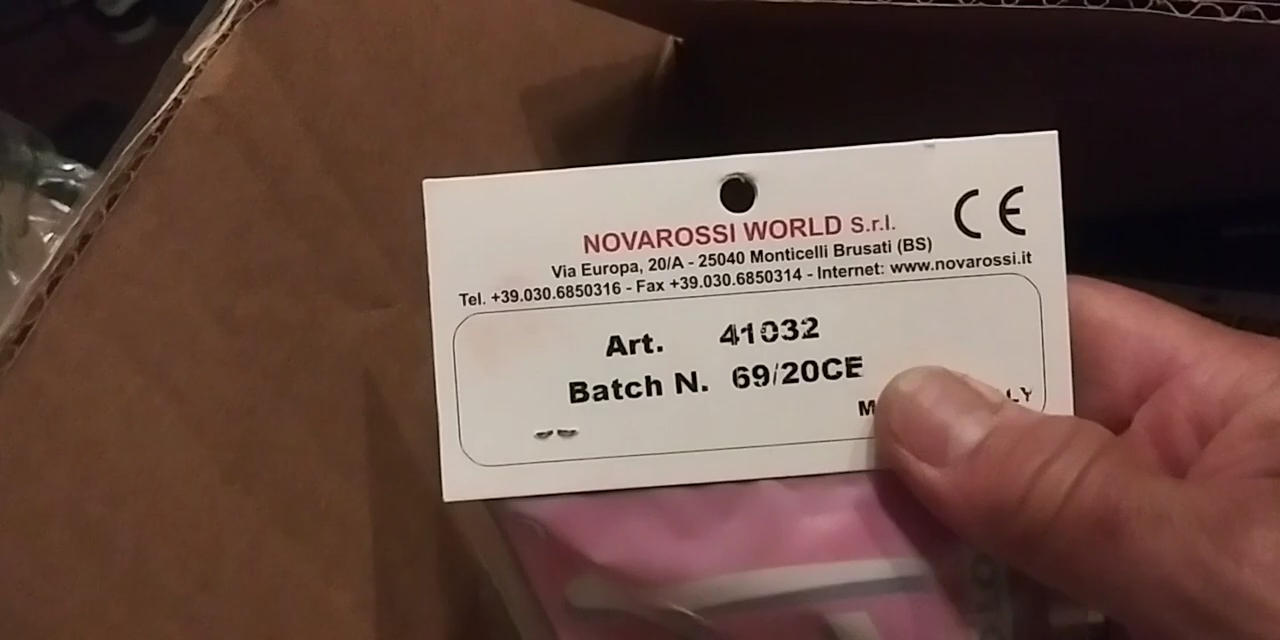 NOVAROSSI WORLD S.r.l.
CE
Via Europa, 20/A - 25040 Monticelli Brusati (BS)
Tel. +39.030.6850316 - Fax +39.030.6850314 - Internet: www.novarossi.it
Art. 41032
Batch N. 69/20CE